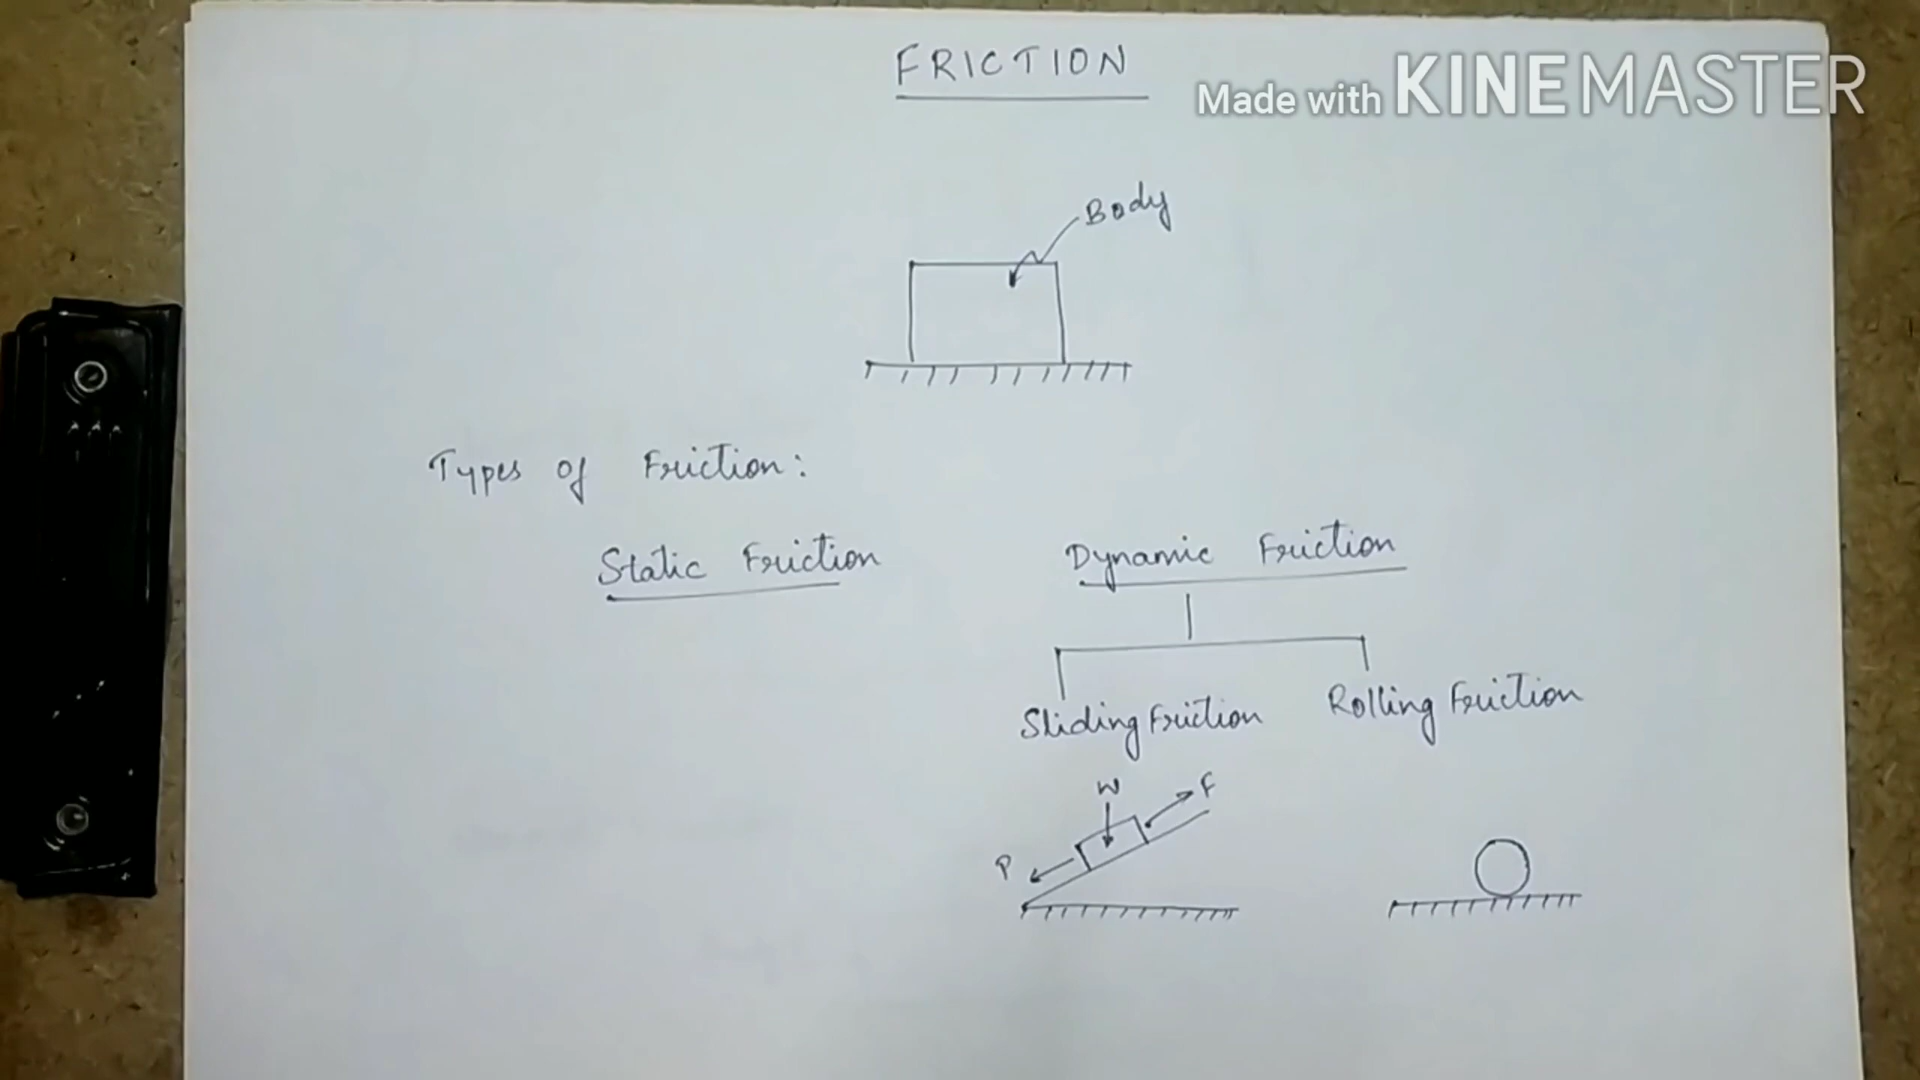 FRICTION
Made with KINEMASTER
Body
Types of Friction:
Static Friction
Dynamic Friction
Sliding Friction
Rolling Friction
W
F
P